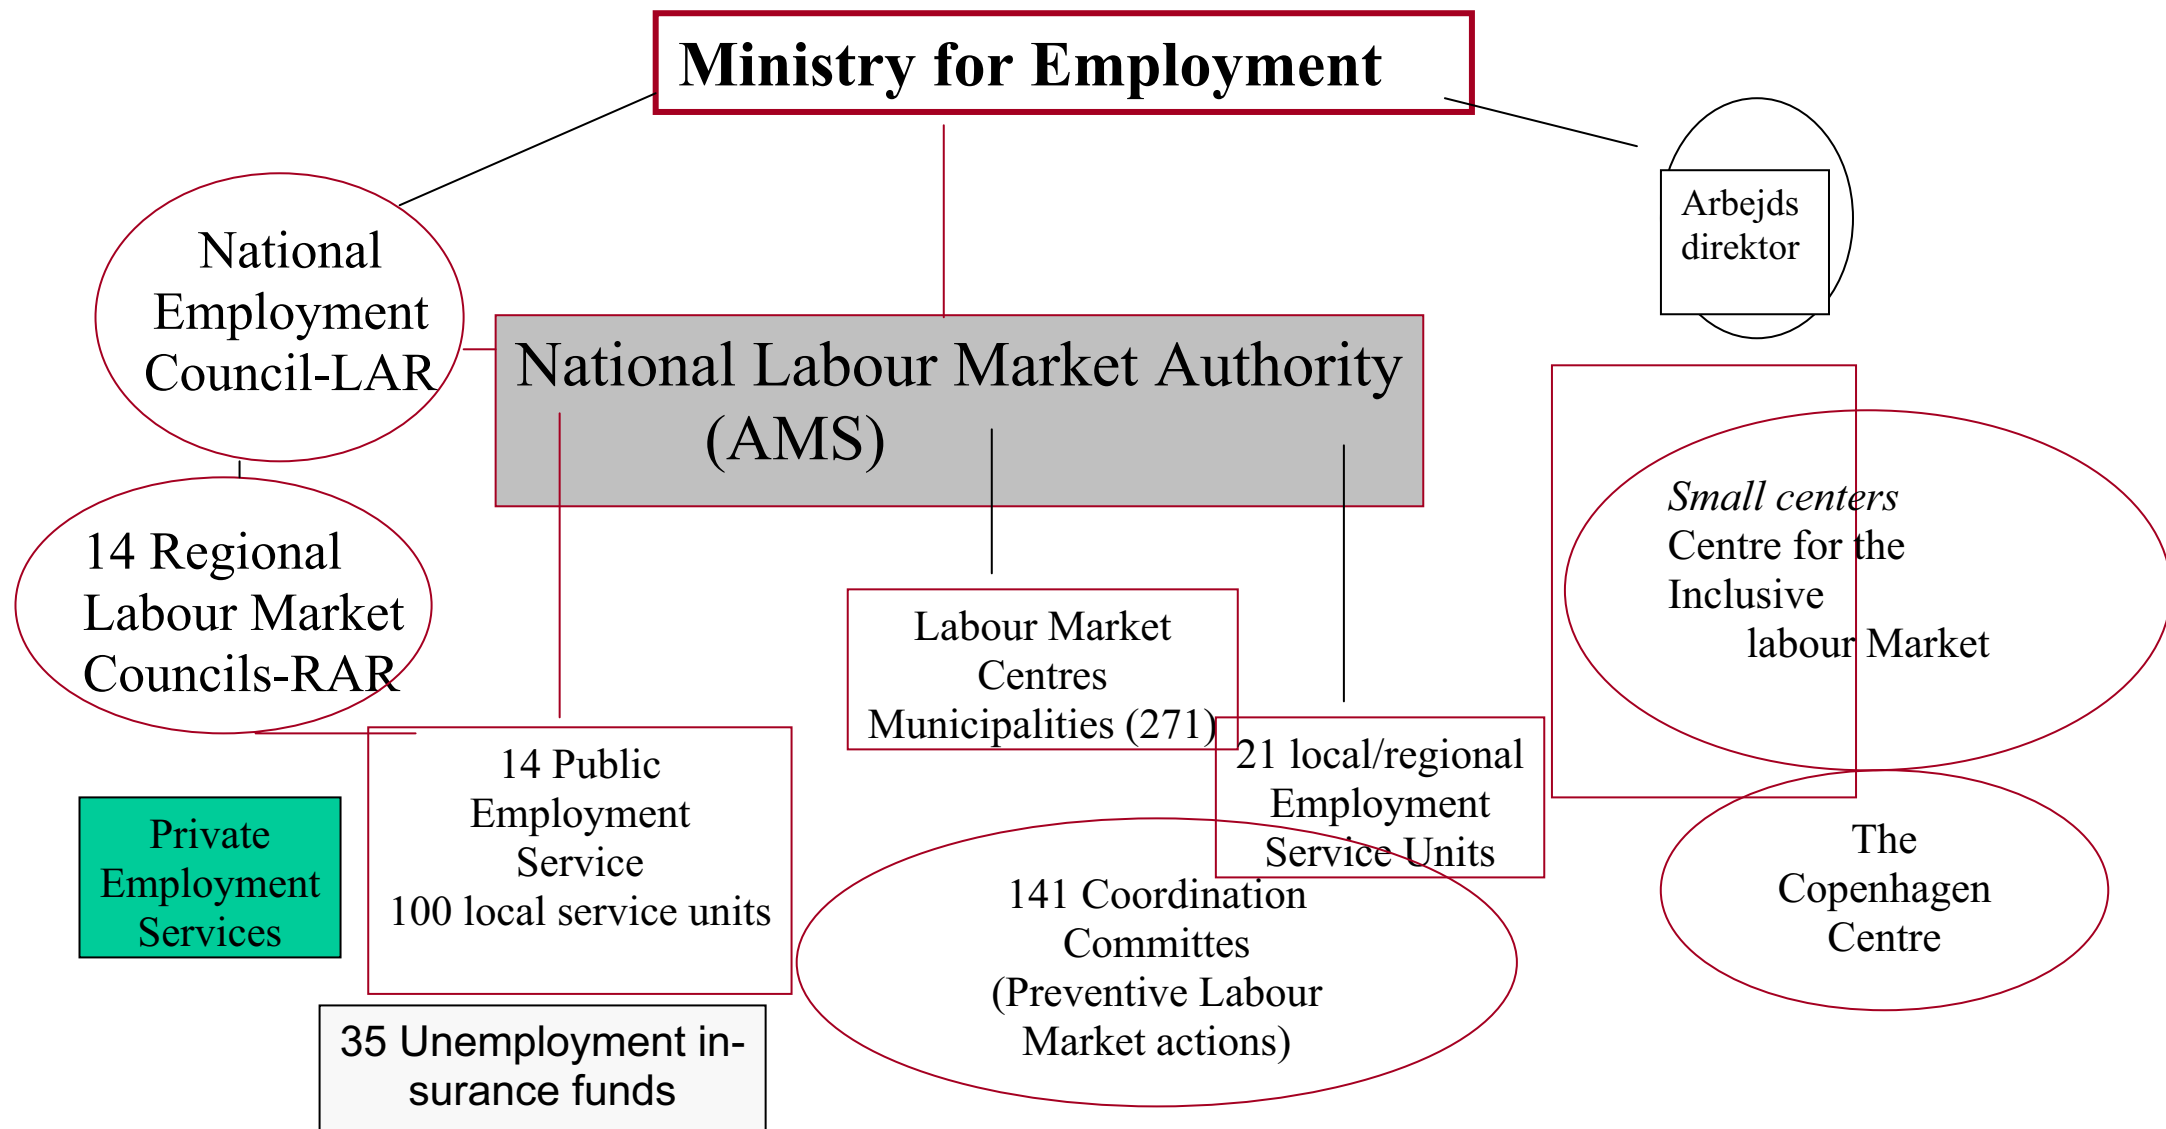 Ministry for Employment
Arbejds
direktor
National
Employment
Council-LAR
National Labour Market Authority
(AMS)
14 Regional
Labour Market
Councils-RAR
Small centers
Centre for the
Inclusive
labour Market
Labour Market
Centres
Municipalities (271)
14 Public
Employment
Service
100 local service units
21 local/regional
Employment
Service Units
Private
Employment
Services
The
Copenhagen
Centre
141 Coordination
Committes
(Preventive Labour
Market actions)
35 Unemployment in-
surance funds